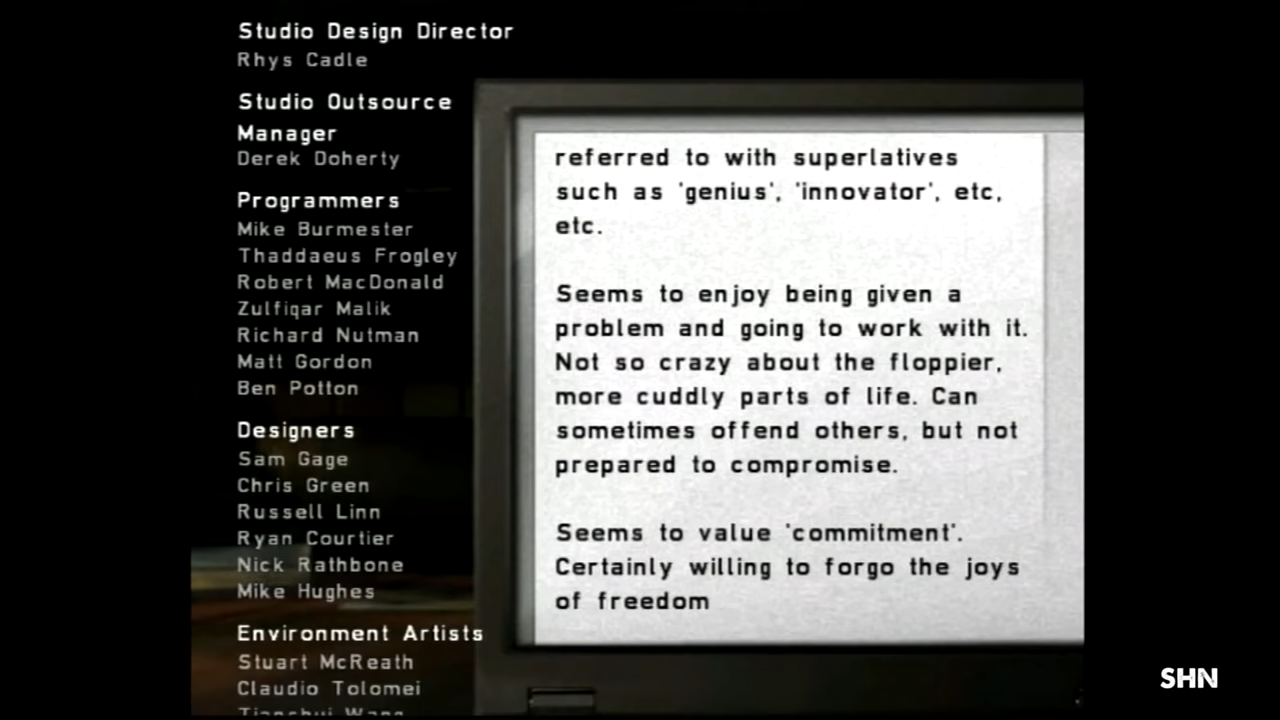 Studio Design Director
Rhys Cadle
Studio Outsource
Manager
Derek Doherty
Programmers
Mike Burmester
Thaddaeus Frogley
Robert MacDonald
Zulfiqar Malik
Richard Nutman
Matt Gordon
Ben Potton
Designers
Sam Gage
Chris Green
Russell Linn
Ryan Courtier
Nick Rathbone
Mike Hughes
Environment Artists
Stuart McReath
Claudio Tolomei
Tianshui Wang
referred to with superlatives
such as 'genius', 'innovator', etc,
etc.
Seems to enjoy being given a
problem and going to work with it.
Not so crazy about the floppier,
more cuddly parts of life. Can
sometimes offend others, but not
prepared to compromise.
Seems to value 'commitment'.
Certainly willing to forgo the joys
of freedom
SHN